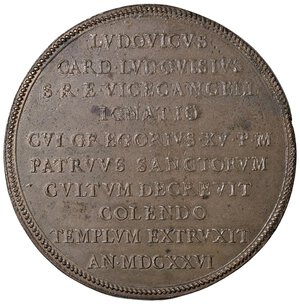 LVDOVICVS
CARD·LVDOVISIVS
S·R·E·VICECANCELL
IGNATIO
CVI GREGORIVS·XV·P·M
PATRVVS SANCTORVM
CVLTVM DECREVIT
COLENDO
TEMPLVM EXTRVXIT
AN·MDCXXVI